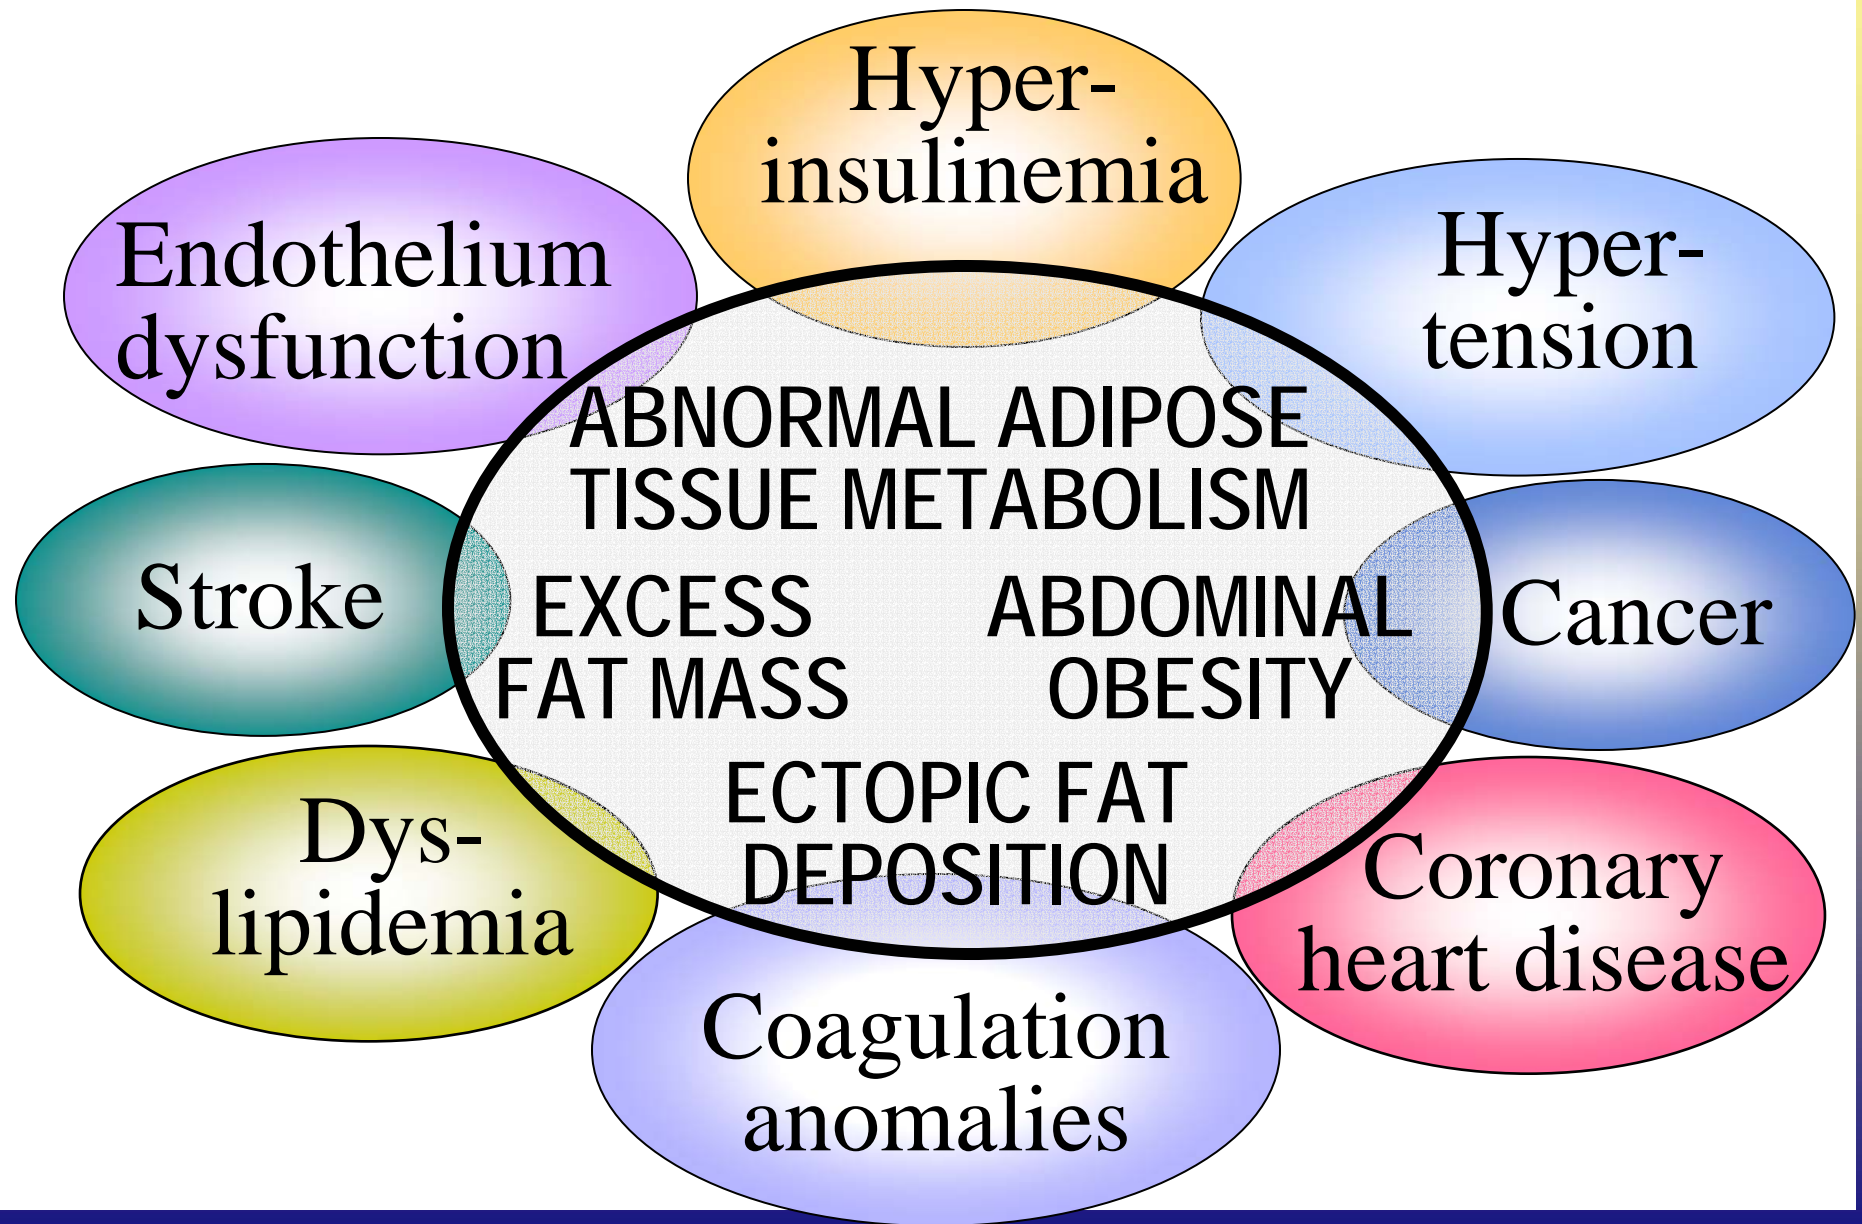 Hyper-
insulinemia
Endothelium
dysfunction
Hyper-
tension
ABNORMAL ADIPOSE
TISSUE METABOLISM
Stroke
EXCESS
FAT MASS
ABDOMINAL
OBESITY
Cancer
ECTOPIC FAT
DEPOSITION
Dys-
lipidemia
Coronary
heart disease
Coagulation
anomalies